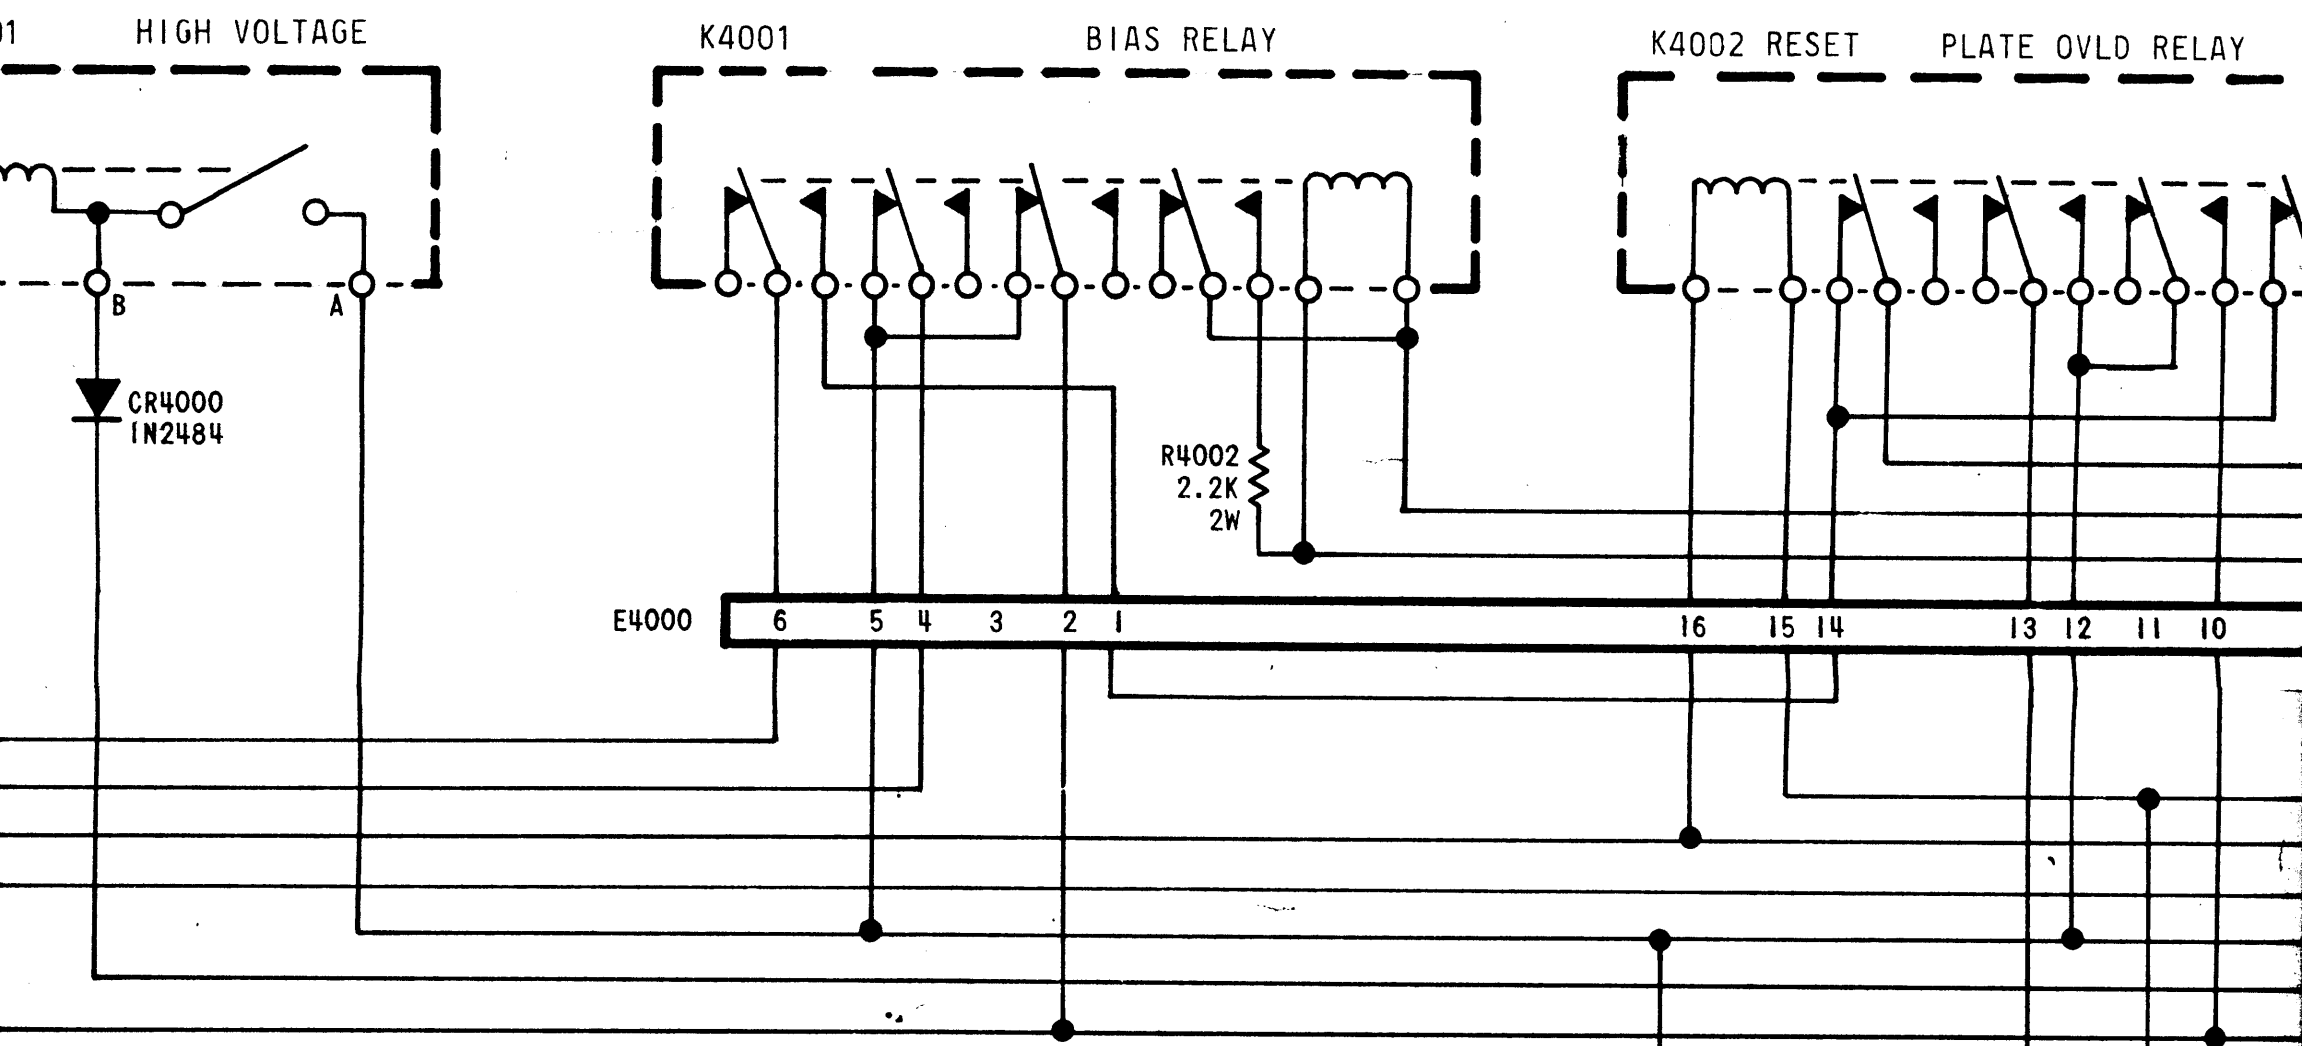 01 HIGH VOLTAGE
K4001 BIAS RELAY
K4002 RESET PLATE OVLD RELAY
B
A
CR4000
1N2484
R4002
2.2K
2W
E4000 6 5 4 3 2 1 16 15 14 13 12 11 10